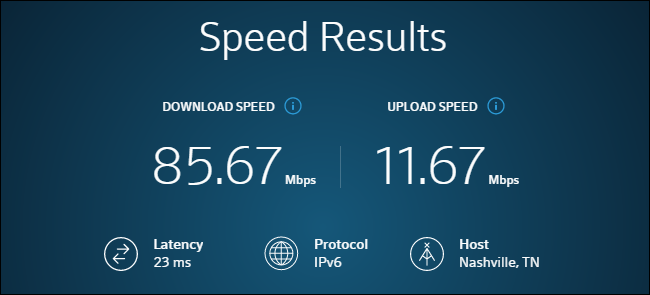 Speed Results
DOWNLOAD SPEED UPLOAD SPEED
85.67 Mbps 11.67 Mbps
Latency Protocol Host
23 ms IPv6 Nashville, TN